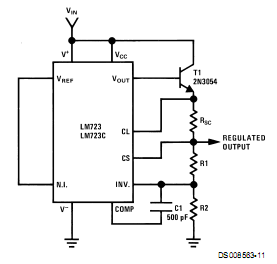 VIN
V+
VCC
T1
2N3054
VREF
VOUT
RSC
LM723
LM723C
CL
REGULATED
OUTPUT
CS
R1
N.I.
INV.
V−
COMP
C1
500 pF
R2
DS008563-11